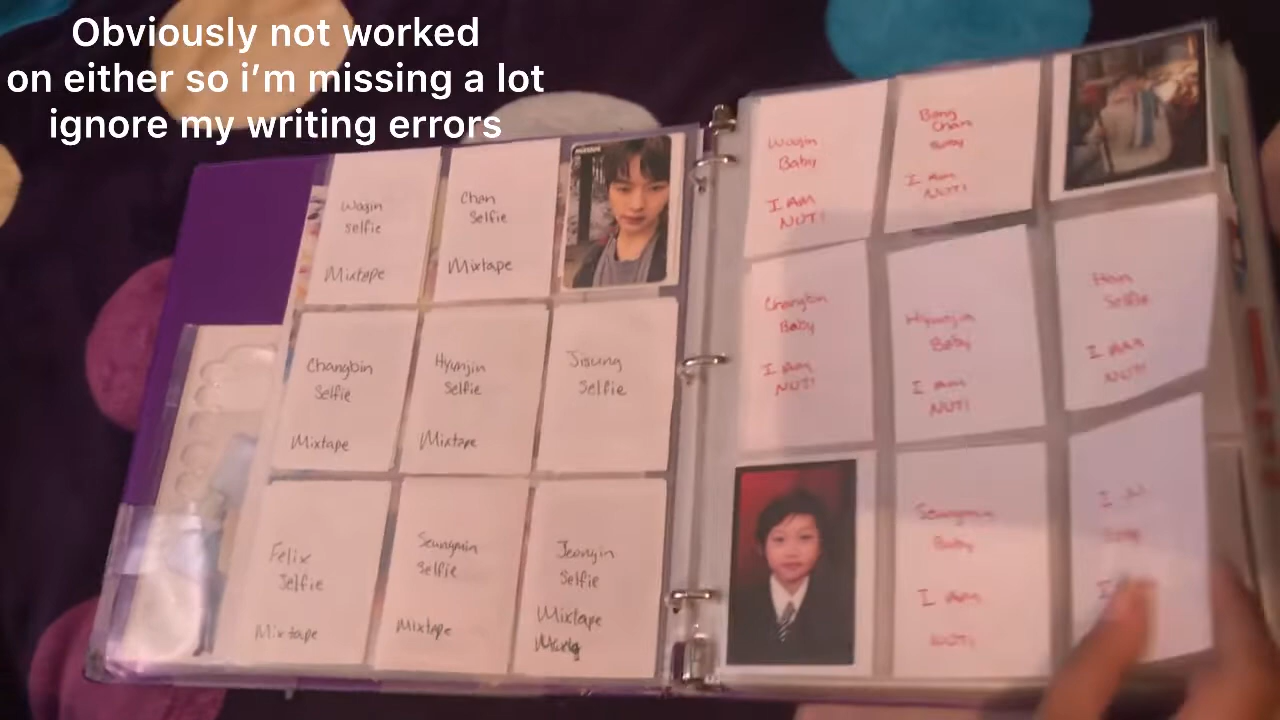 Obviously not worked
on either so i'm missing a lot
ignore my writing errors
Woojin
selfie
Mixtape
Chan
Selfie
Mixtape
MIXTAPE
Changbin
Selfie
Mixtape
Hyunjin
Selfie
Mixtape
Jisung
Selfie
Felix
Selfie
Mixtape
Seungmin
Selfie
Mixtape
Jeongin
Selfie
Mixtape
Woojin
Baby
I AM
NOT!
Bang
Chan
Baby
I Am
NOT!
Changbin
Baby
I Am
NOT!
Hyunjin
Baby
I Am
NOT!
Han
Selfie
I AM
NOT!
Seungmin
Baby
I Am
NOT!
I.N